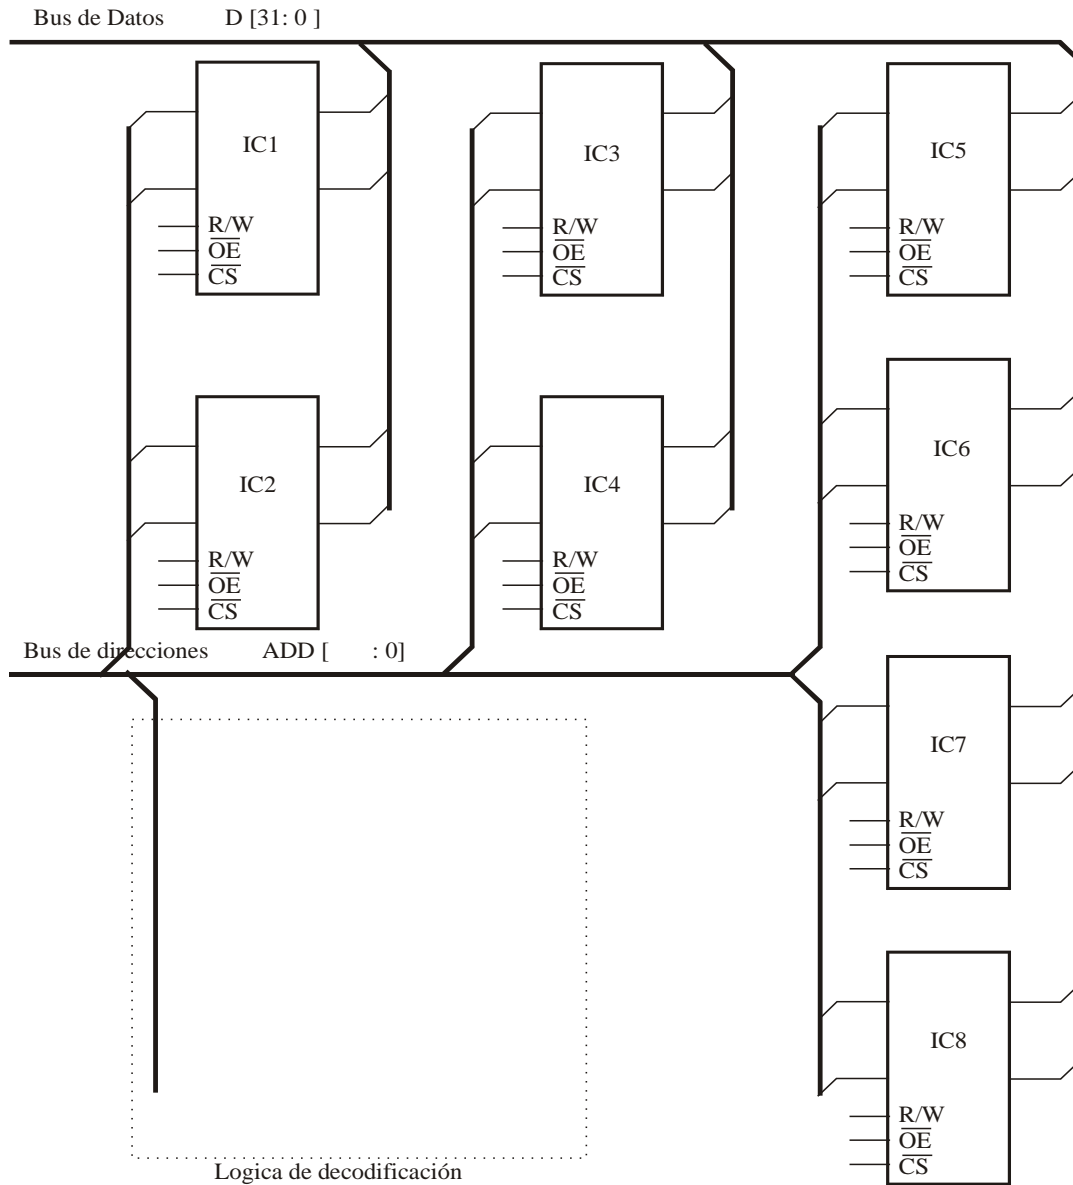 Bus de Datos D [31: 0 ]
IC1
R/W
OE
CS
IC3
R/W
OE
CS
IC5
R/W
OE
CS
IC2
R/W
OE
CS
IC4
R/W
OE
CS
IC6
R/W
OE
CS
Bus de direcciones ADD [ : 0]
IC7
R/W
OE
CS
IC8
R/W
OE
CS
Logica de decodificación